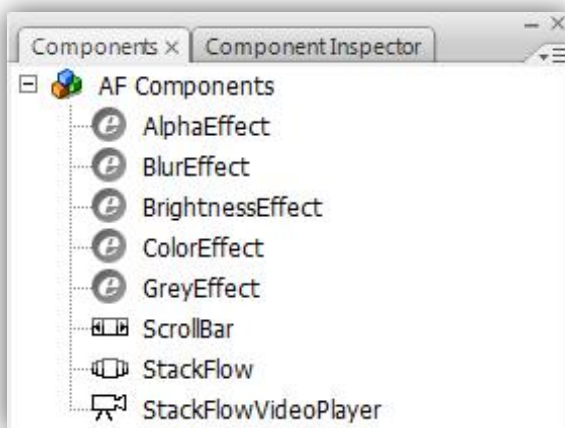 Components × Component Inspector
AF Components
AlphaEffect
BlurEffect
BrightnessEffect
ColorEffect
GreyEffect
ScrollBar
StackFlow
StackFlowVideoPlayer